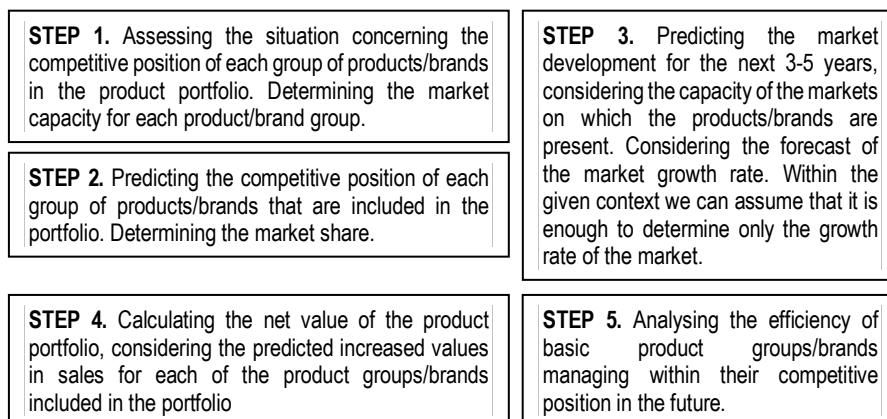 STEP 1. Assessing the situation concerning the
competitive position of each group of products/brands
in the product portfolio. Determining the market
capacity for each product/brand group.
STEP 2. Predicting the competitive position of each
group of products/brands that are included in the
portfolio. Determining the market share.
STEP 3. Predicting the market
development for the next 3-5 years,
considering the capacity of the markets
on which the products/brands are
present. Considering the forecast of
the market growth rate. Within the
given context we can assume that it is
enough to determine only the growth
rate of the market.
STEP 4. Calculating the net value of the product
portfolio, considering the predicted increased values
in sales for each of the product groups/brands
included in the portfolio
STEP 5. Analysing the efficiency of
basic product groups/brands
managing within their competitive
position in the future.